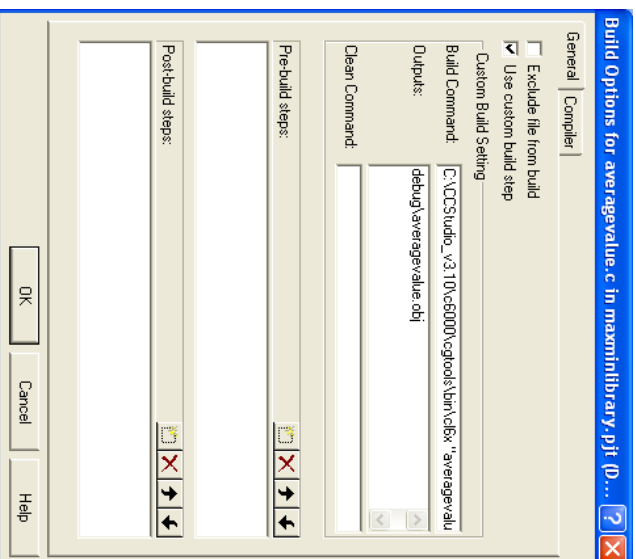 Build Options for averagevalue.c in maxminlibrary.pjt (D...
General Compiler
Exclude file from build
Use custom build step
Custom Build Setting
Build Command: C:\CCStudio_v3.10\c6000\cgtools\bin\cl6x "averagevalu
Outputs: debug\averagevalue.obj
Clean Command:
Pre-build steps:
Post-build steps:
OK Cancel Help